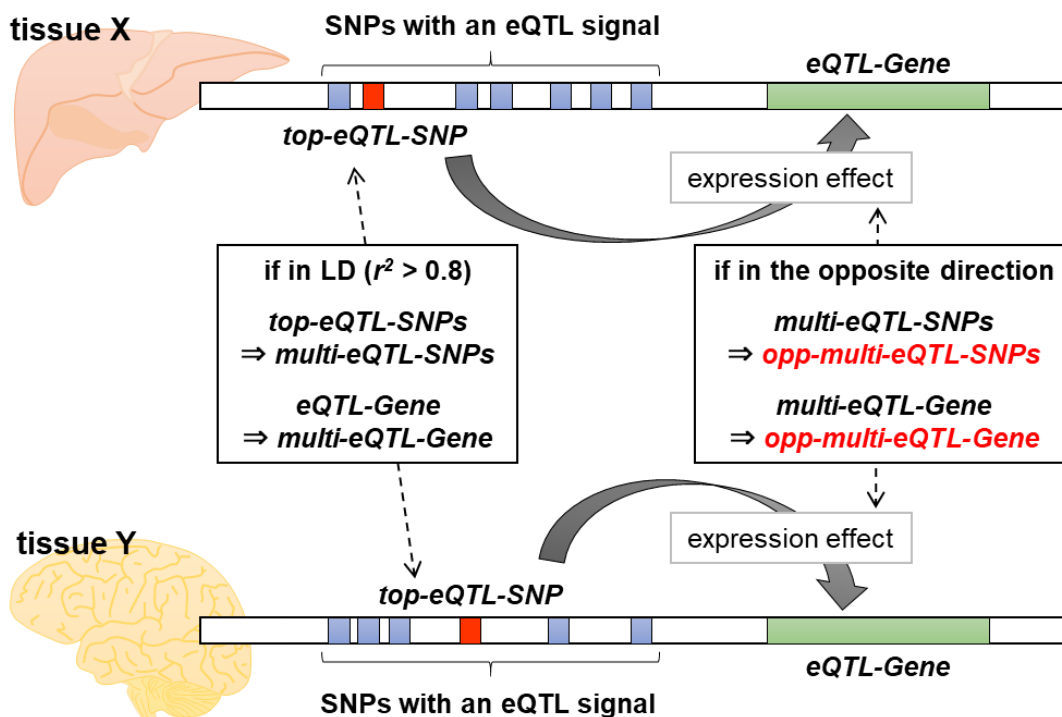 tissue X
SNPs with an eQTL signal
eQTL-Gene
top-eQTL-SNP
expression effect
if in LD (r² > 0.8)
top-eQTL-SNPs
⇒ multi-eQTL-SNPs
eQTL-Gene
⇒ multi-eQTL-Gene
if in the opposite direction
multi-eQTL-SNPs
⇒ opp-multi-eQTL-SNPs
multi-eQTL-Gene
⇒ opp-multi-eQTL-Gene
tissue Y
expression effect
top-eQTL-SNP
eQTL-Gene
SNPs with an eQTL signal